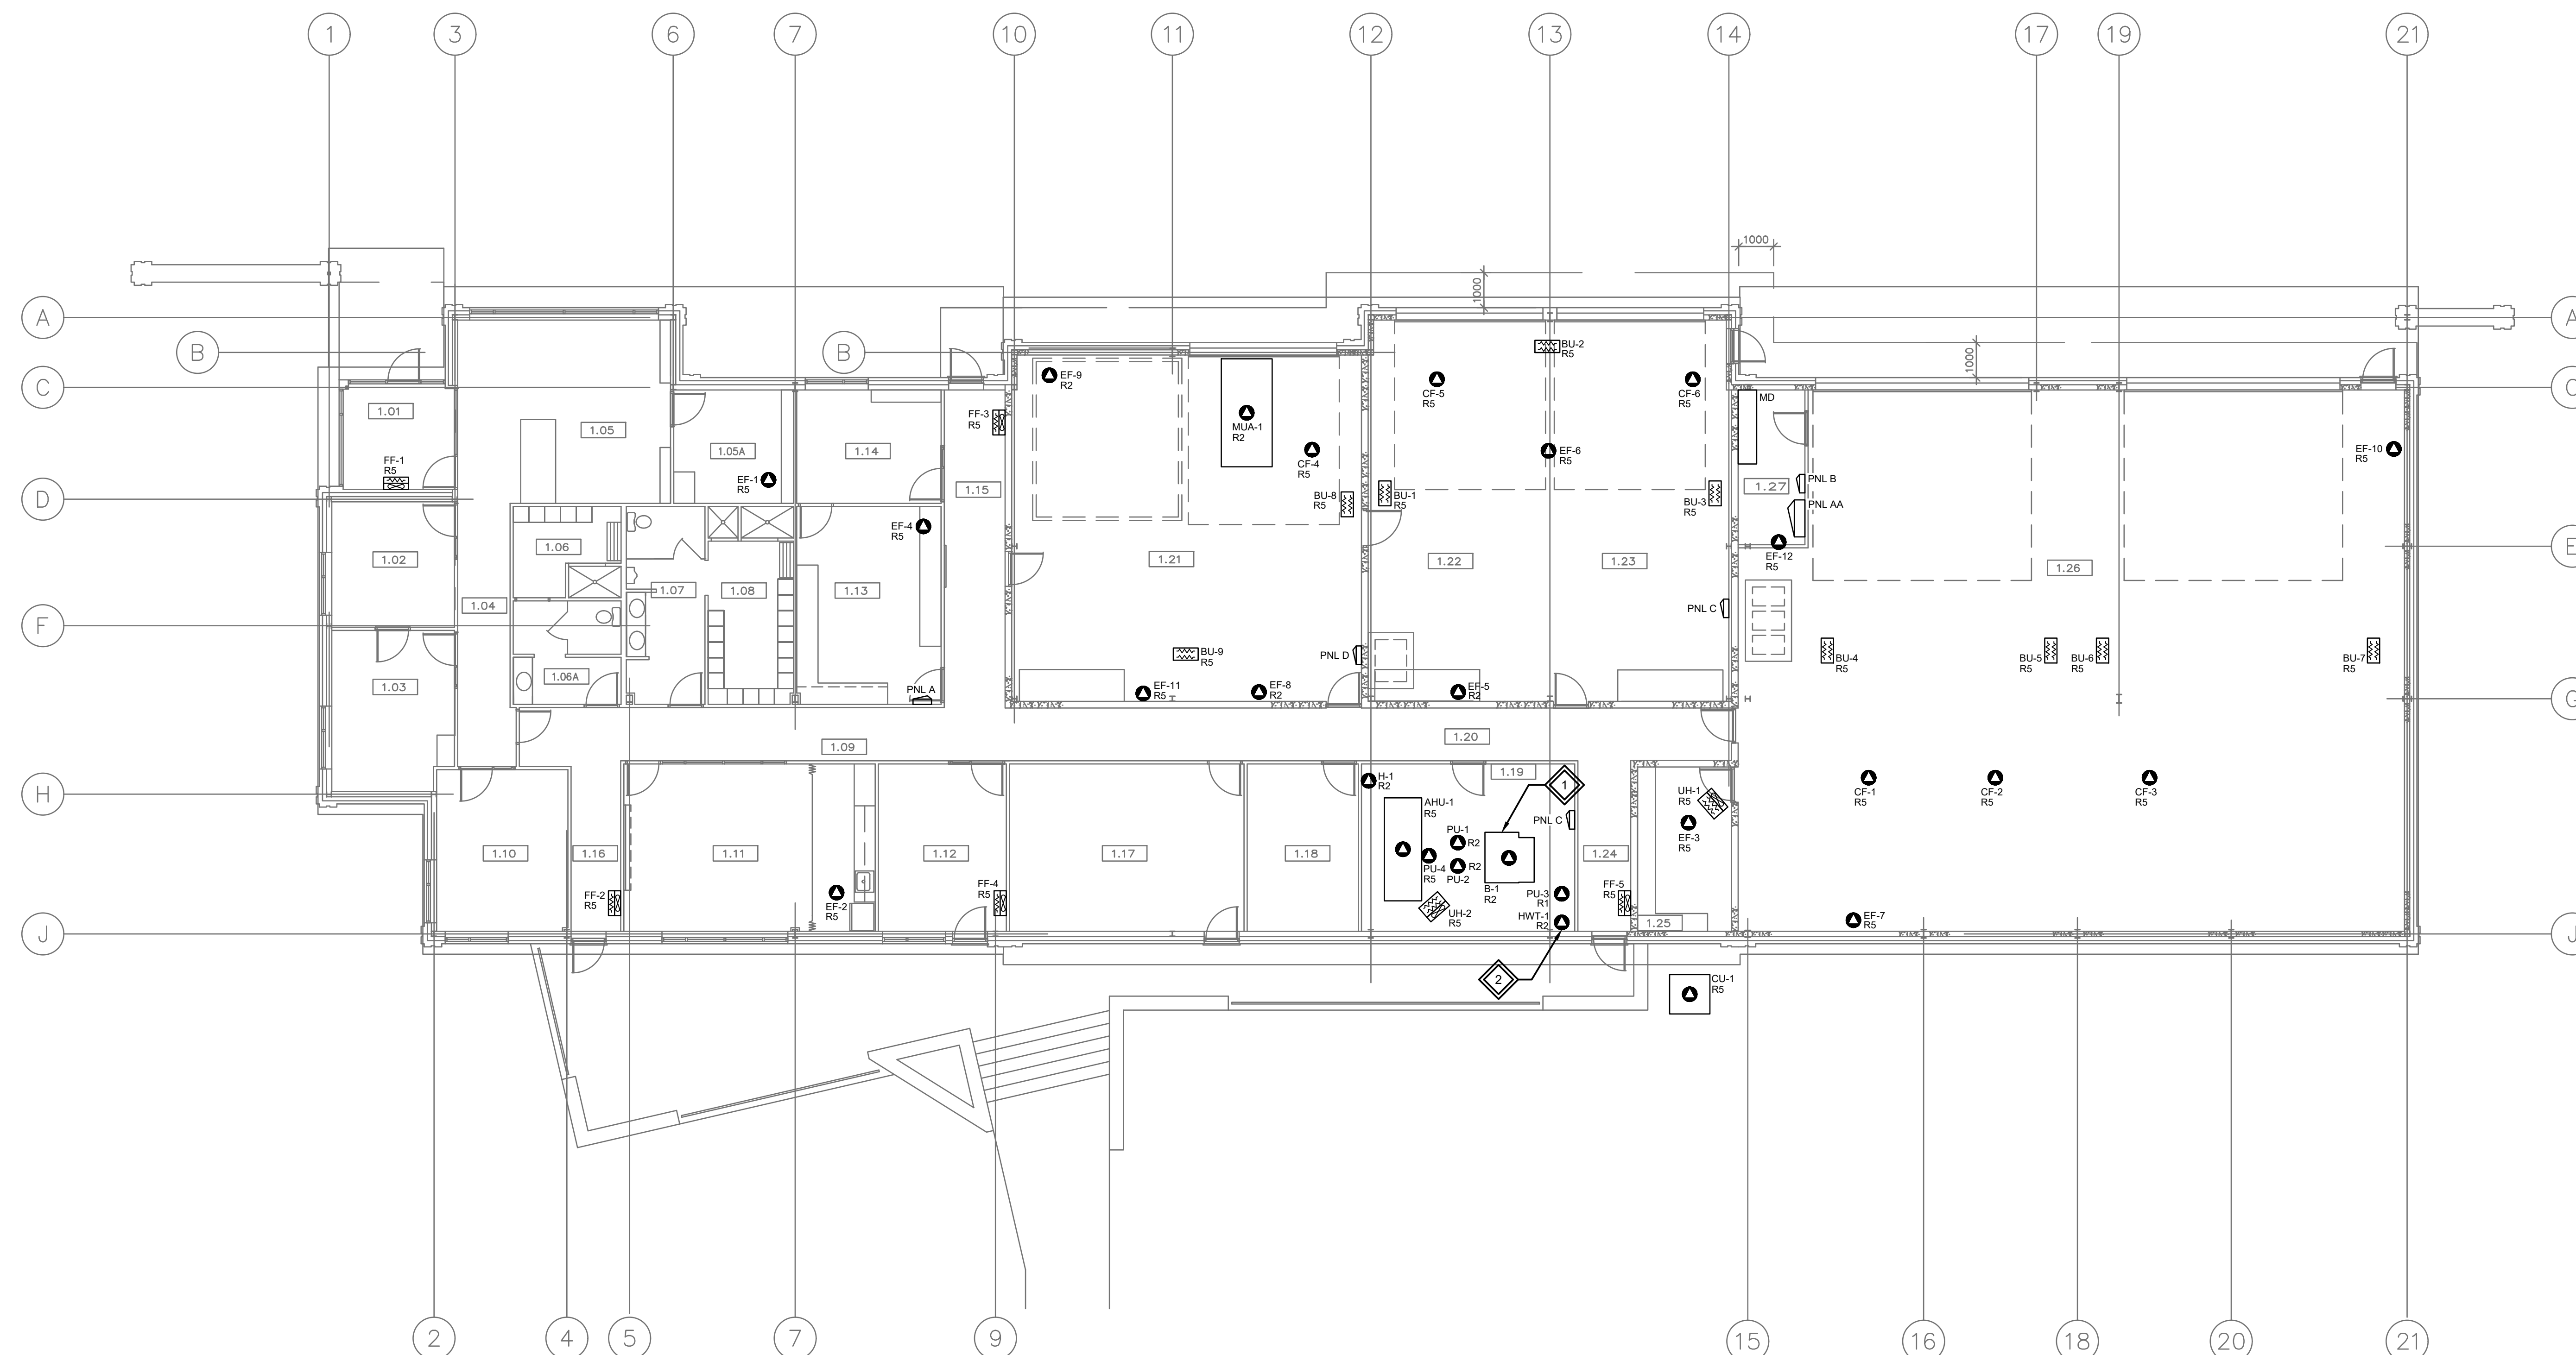 1 3 6 7 10 11 12 13 14 17 19 21
1000
1000
A
A
B
B
1000
BU-2
R5
EF-9
R2
CF-5
R5
CF-6
R5
C
C
MD
1.01
1.05
MUA-1
R2
FF-3
R5
1.05A
1.14
CF-4
R5
EF-6
R5
EF-10
R5
FF-1
R5
EF-1
R5
1.15
PNL B
1.27
D
BU-8
R5
BU-1
R5
BU-3
R5
PNL AA
EF-4
R5
1.06
E
EF-12
R5
1.02
1.21
1.22
1.23
1.26
1.07
1.08
1.13
1.04
PNL C
F
BU-9
R5
PNL D
BU-4
R5
BU-5
R5
BU-6
R5
BU-7
R5
1.06A
1.03
PNL A
EF-11
R5
EF-8
R2
EF-5
R2
G
1.09
1.20
1.19
H-1
R2
1
CF-1
R5
CF-2
R5
CF-3
R5
H
UH-1
R5
AHU-1
R5
PNL C
PU-1
R2
EF-3
R5
1.10
1.16
1.11
1.12
1.17
1.18
1.24
PU-4
R5
R2
PU-2
B-1
R2
FF-2
R5
EF-2
R5
FF-4
R5
PU-3
R1
FF-5
R5
UH-2
R5
HWT-1
R2
1.25
EF-7
R5
J
J
2
CU-1
R5
2 4 5 7 9 15 16 18 20 21